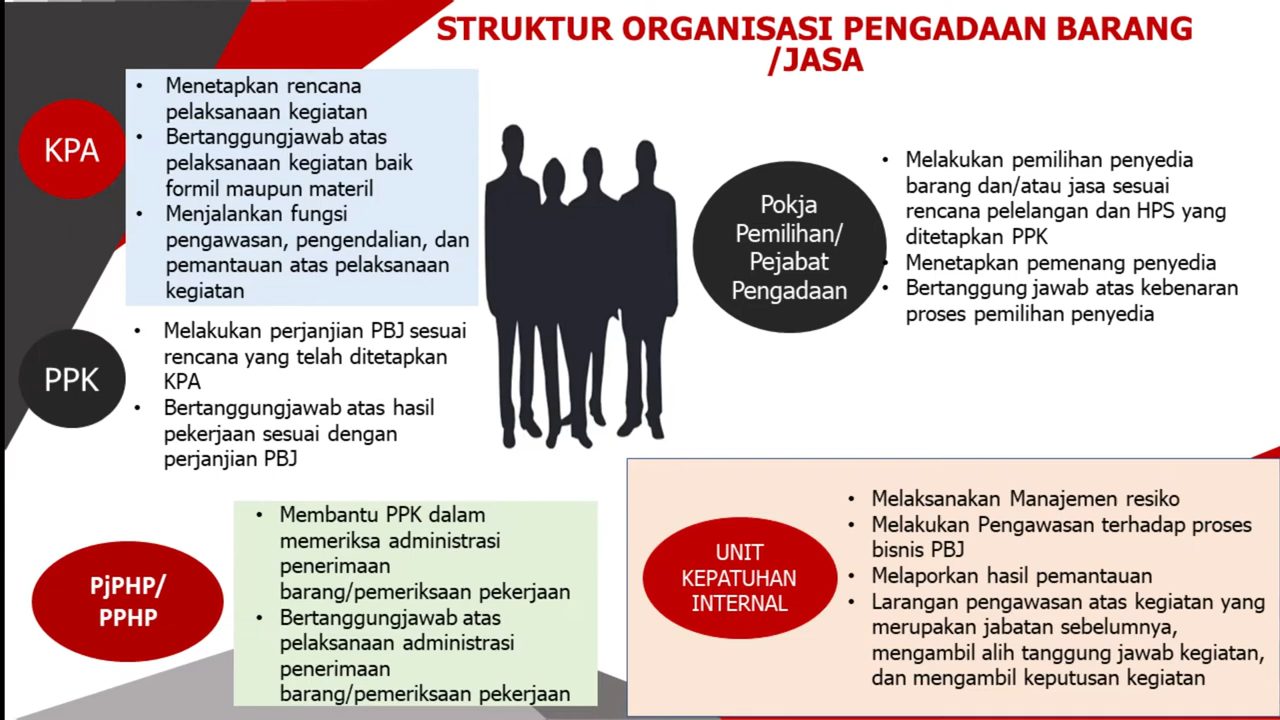 STRUKTUR ORGANISASI PENGADAAN BARANG
/JASA
KPA
• Menetapkan rencana
pelaksanaan kegiatan
• Bertanggungjawab atas
pelaksanaan kegiatan baik
formil maupun materil
• Menjalankan fungsi
pengawasan, pengendalian, dan
pemantauan atas pelaksanaan
kegiatan
PPK
• Melakukan perjanjian PBJ sesuai
rencana yang telah ditetapkan
KPA
• Bertanggungjawab atas hasil
pekerjaan sesuai dengan
perjanjian PBJ
PjPHP/
PPHP
• Membantu PPK dalam
memeriksa administrasi
penerimaan
barang/pemeriksaan pekerjaan
• Bertanggungjawab atas
pelaksanaan administrasi
penerimaan
barang/pemeriksaan pekerjaan
Pokja
Pemilihan/
Pejabat
Pengadaan
• Melakukan pemilihan penyedia
barang dan/atau jasa sesuai
rencana pelelangan dan HPS yang
ditetapkan PPK
• Menetapkan pemenang penyedia
• Bertanggung jawab atas kebenaran
proses pemilihan penyedia
UNIT
KEPATUHAN
INTERNAL
• Melaksanakan Manajemen resiko
• Melakukan Pengawasan terhadap proses
bisnis PBJ
• Melaporkan hasil pemantauan
• Larangan pengawasan atas kegiatan yang
merupakan jabatan sebelumnya,
mengambil alih tanggung jawab kegiatan,
dan mengambil keputusan kegiatan